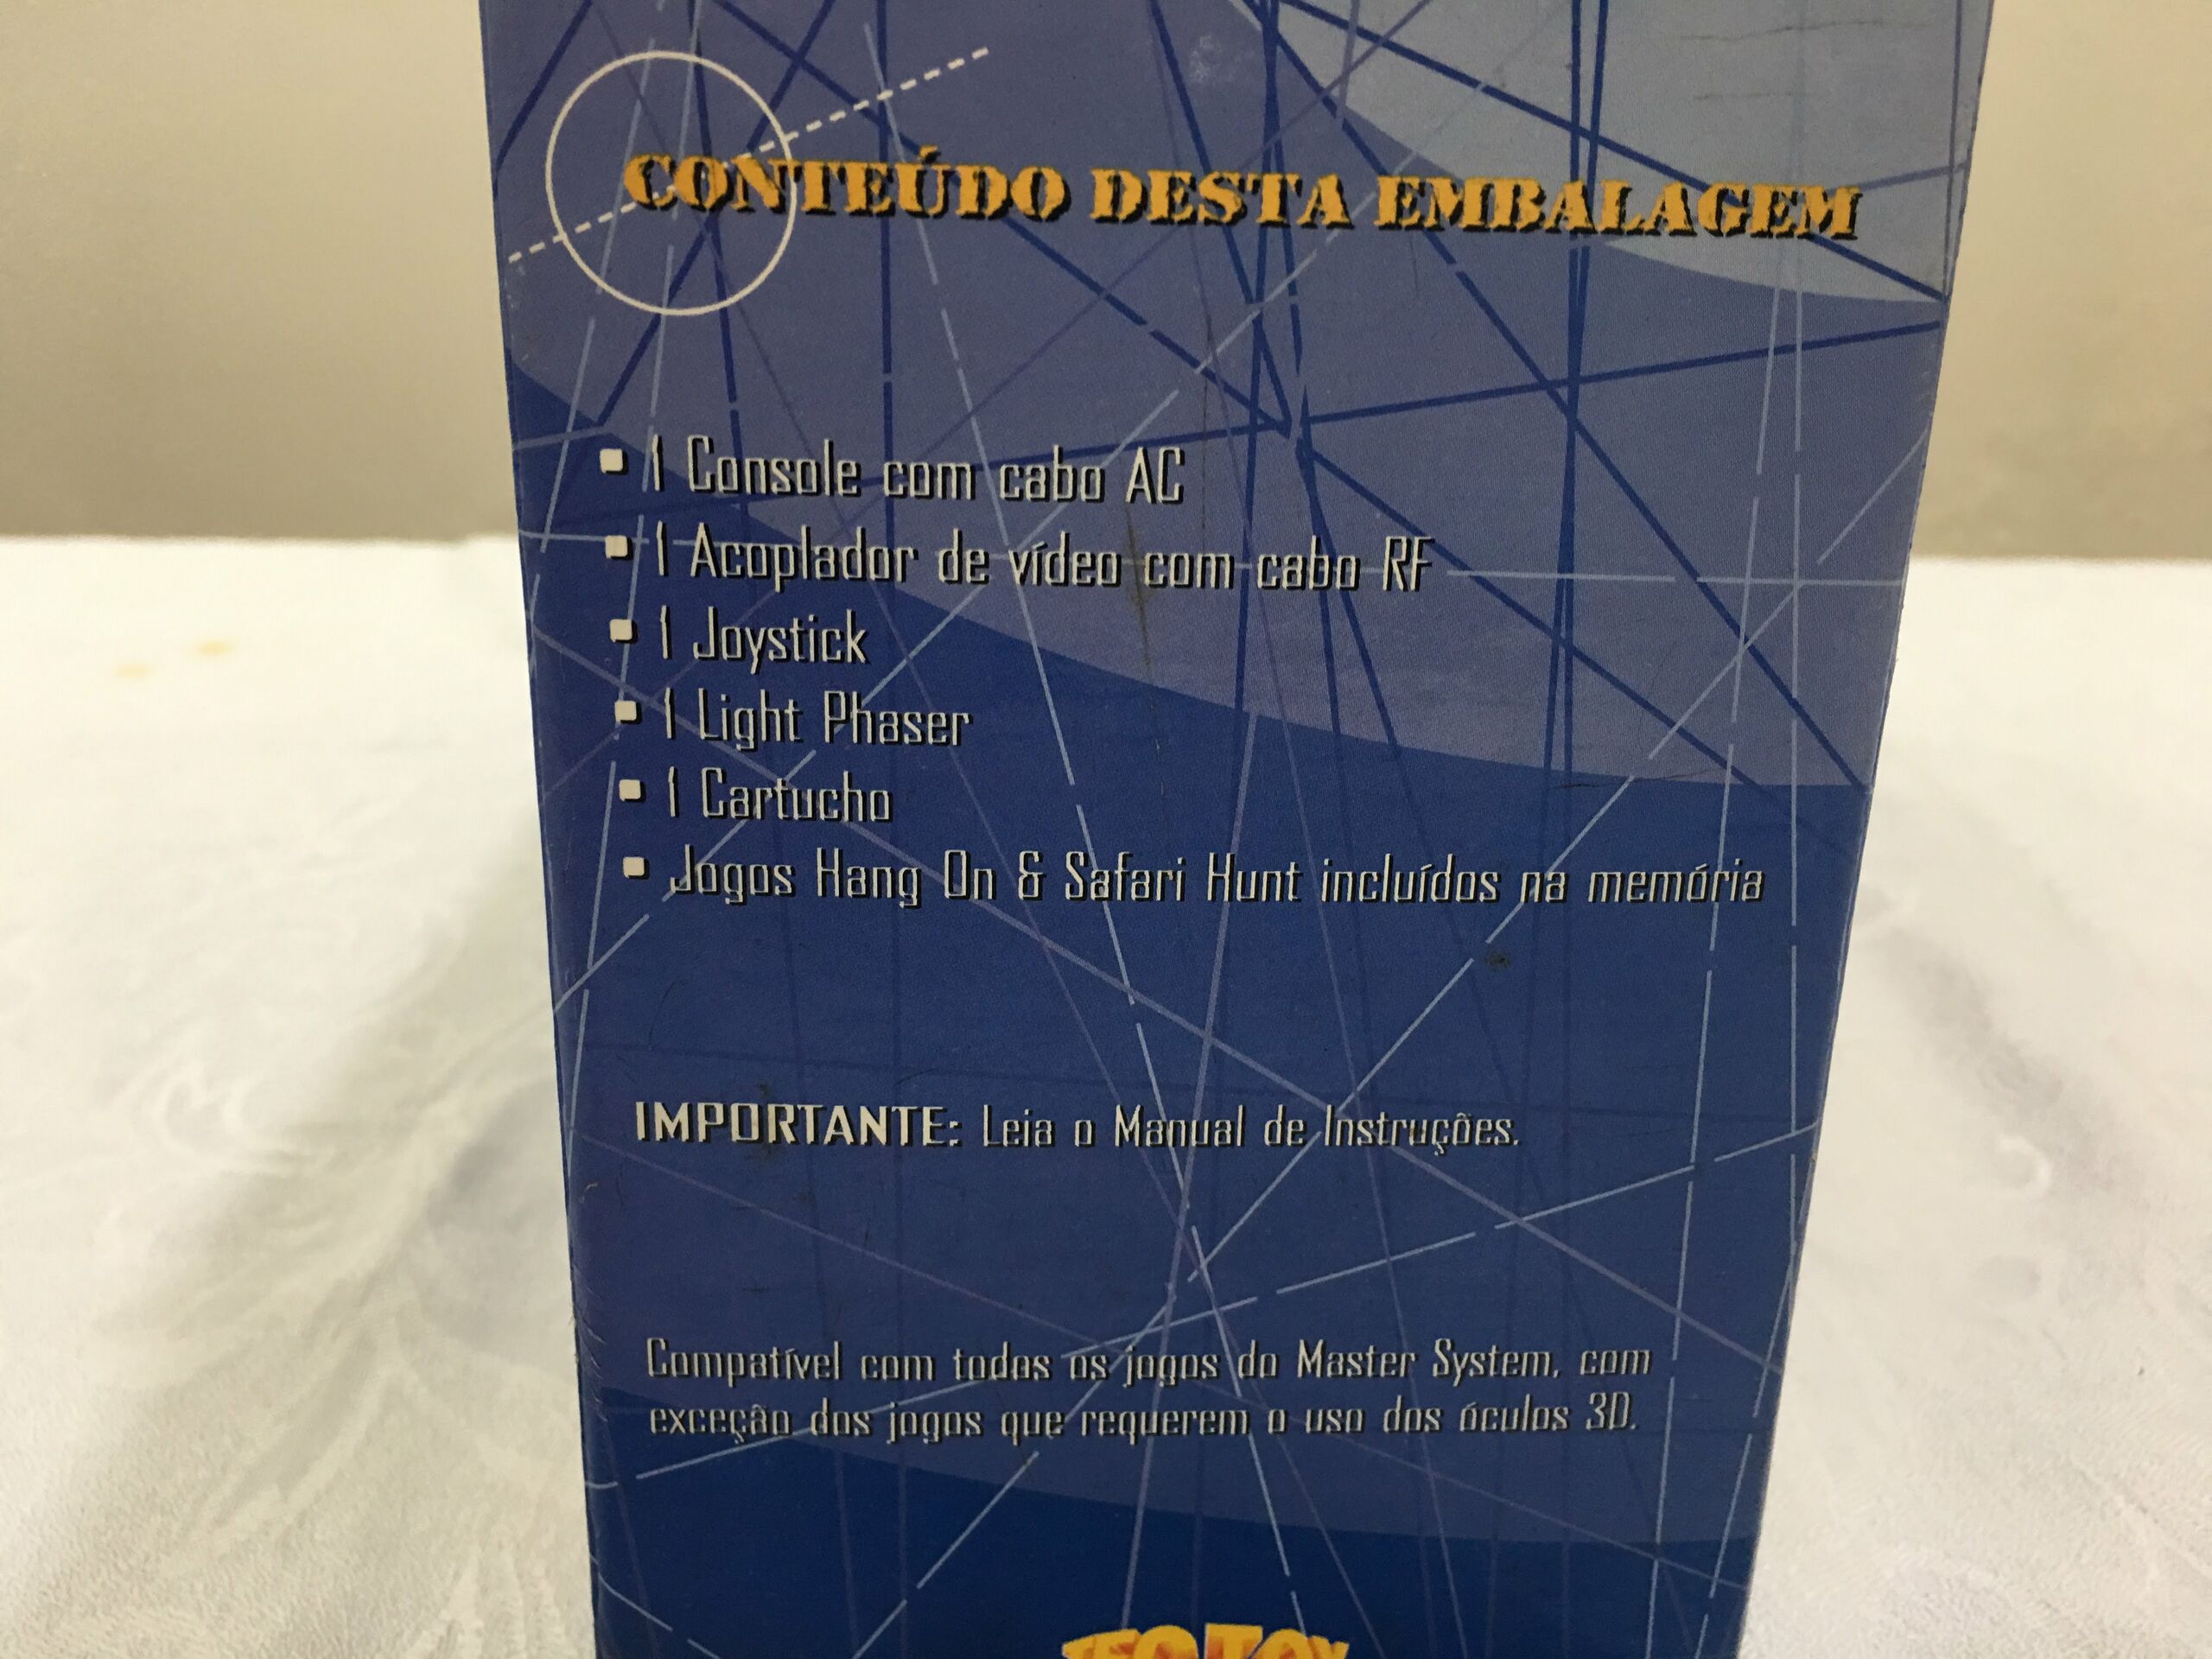 CONTEÚDO DESTA EMBALAGEM
▪ 1 Console com cabo AC
▪ 1 Acoplador de vídeo com cabo RF
▪ 1 Joystick
▪ 1 Light Phaser
▪ 1 Cartucho
▪ Jogos Hang On & Safari Hunt incluídos na memória
IMPORTANTE: Leia o Manual de Instruções.
Compatível com todos os jogos do Master System, com
exceção dos jogos que requerem o uso dos óculos 3D.
TECTOY